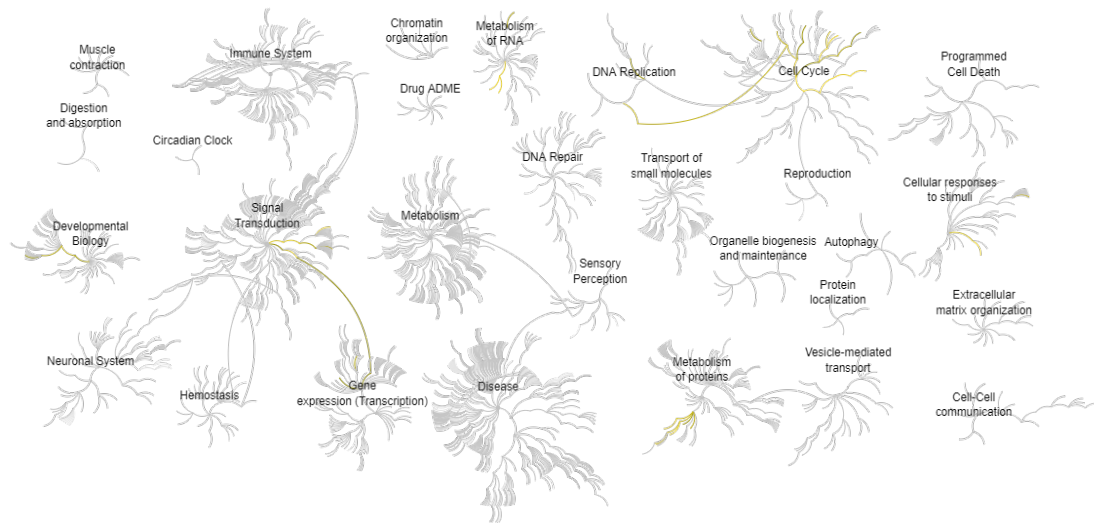 Muscle
contraction
Immune System
Chromatin
organization
Metabolism
of RNA
DNA Replication
Cell Cycle
Programmed
Cell Death
Drug ADME
Digestion
and absorption
Circadian Clock
DNA Repair
Transport of
small molecules
Reproduction
Cellular responses
to stimuli
Developmental
Biology
Signal
Transduction
Metabolism
Organelle biogenesis
and maintenance
Autophagy
Sensory
Perception
Protein
localization
Extracellular
matrix organization
Neuronal System
Hemostasis
Gene
expression (Transcription)
Disease
Metabolism
of proteins
Vesicle-mediated
transport
Cell-Cell
communication